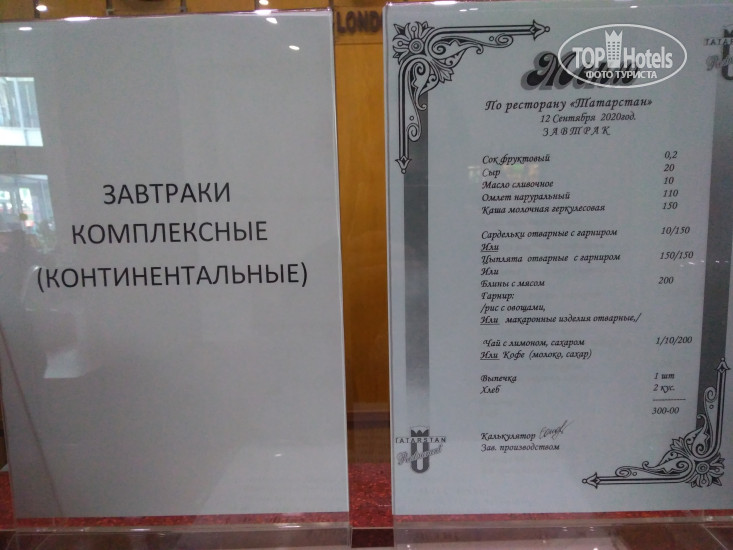 ЗАВТРАКИ
КОМПЛЕКСНЫЕ
(КОНТИНЕНТАЛЬНЫЕ)
LOND
TOP Hotels
ФОТО ТУРИСТА
Меню
TATARSTAN
По ресторану «Татарстан»
12 Сентября 2020год.
ЗАВТРАК
Сок фруктовый 0,2
Сыр 20
Масло сливочное 10
Омлет натуральный 110
Каша молочная геркулесовая 150
Сардельки отварные с гарниром 10/150
Или
Цыплята отварные с гарниром 150/150
Или
Блины с мясом 200
Гарнир:
/рис с овощами,
Или макаронные изделия отварные,/
Чай с лимоном, сахаром 1/10/200
Или Кофе (молоко, сахар)
Выпечка 1 шт
Хлеб 2 кус.
300-00
Калькулятор
Зав. производством
TATARSTAN
Restaurant